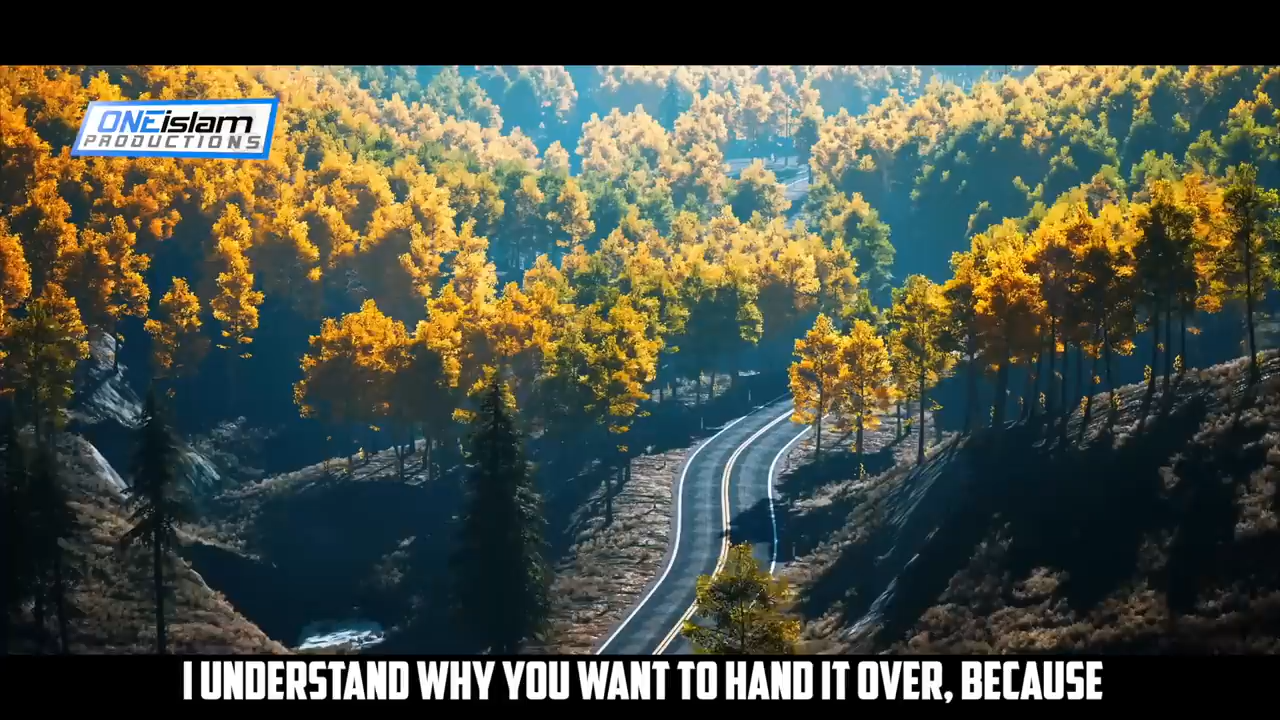 ONEislam
PRODUCTIONS
I UNDERSTAND WHY YOU WANT TO HAND IT OVER, BECAUSE